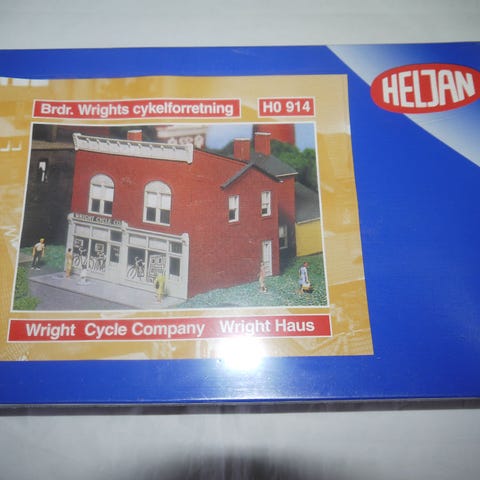 HELJAN
Brdr. Wrights cykelforretning H0 914
WRIGHT CYCLE CO.
Wright Cycle Company Wright Haus